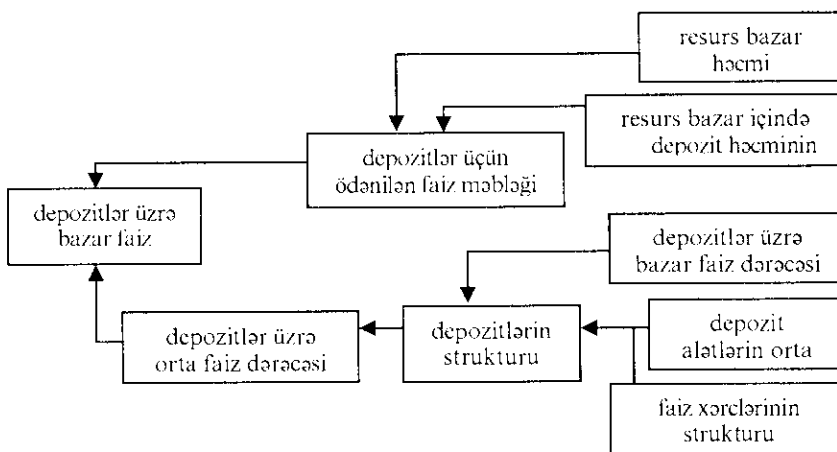 resurs bazar
həcmi
resurs bazar içində
depozit həcminin
depozitlər üçün
ödənilən faiz məbləği
depozitlər üzrə
bazar faiz
depozitlər üzrə
bazar faiz dərəcəsi
depozitlər üzrə
orta faiz dərəcəsi
depozitlərin
strukturu
depozit
alətlərin orta
faiz xərclərinin
strukturu